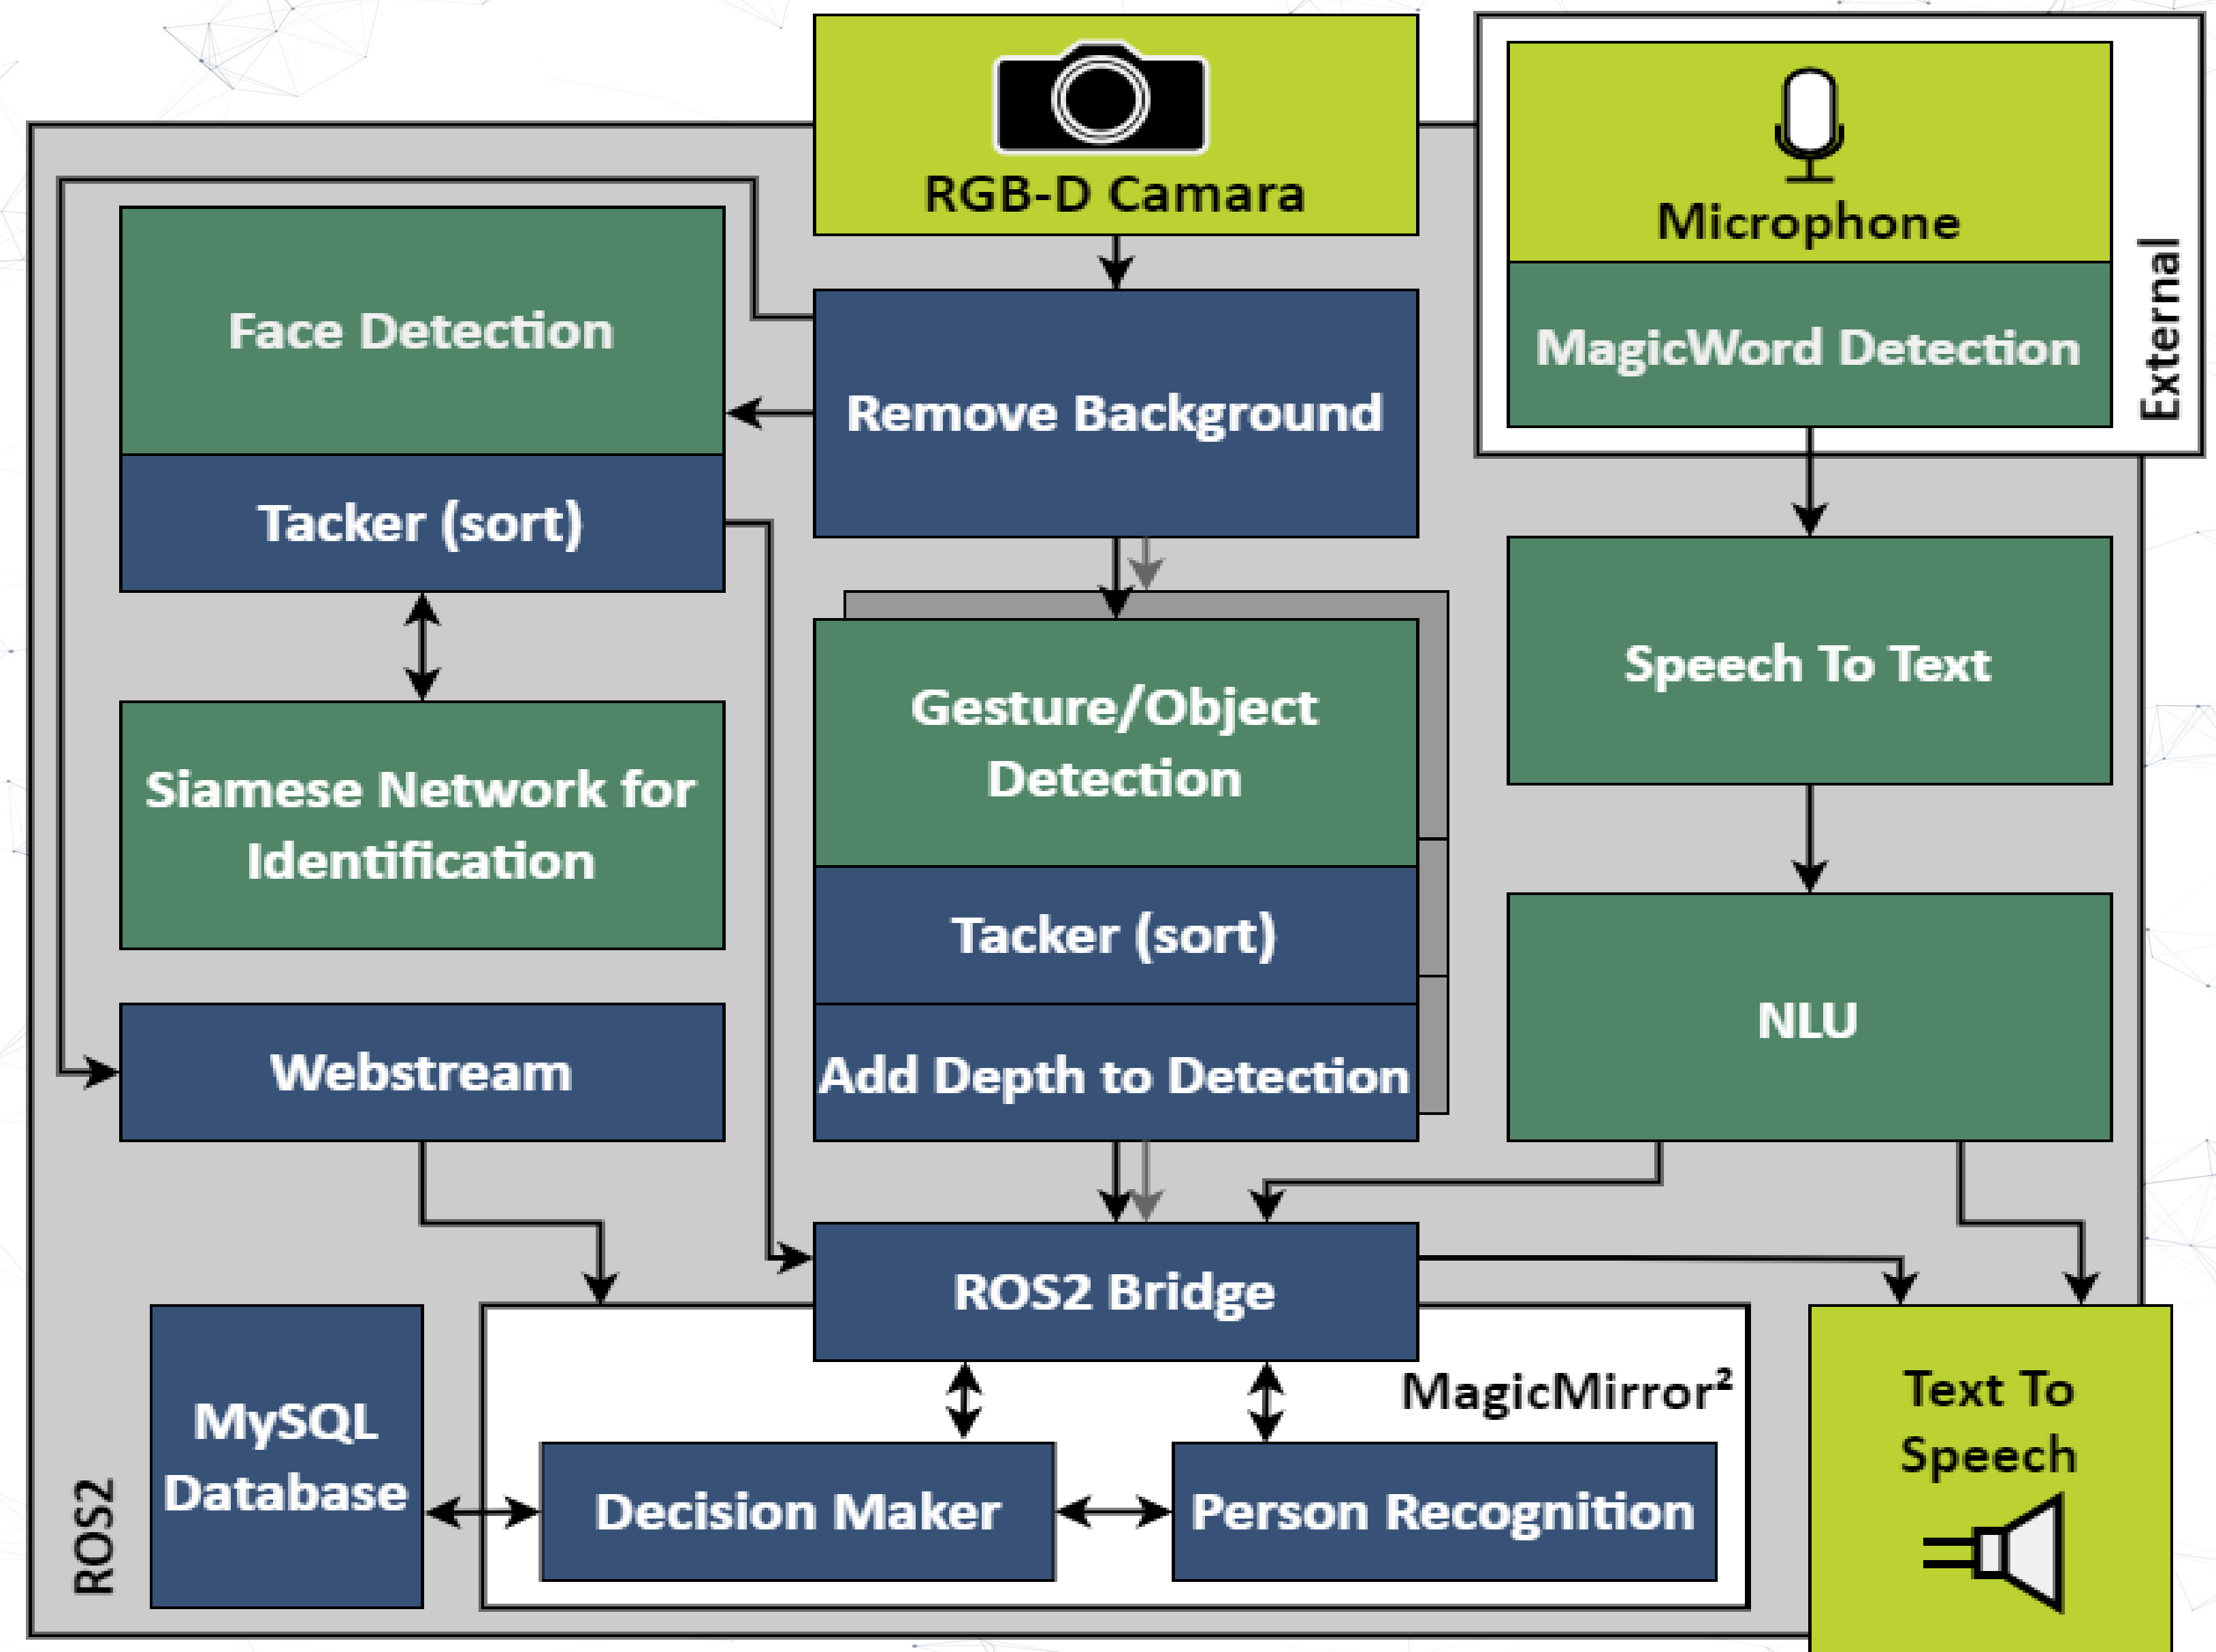 RGB-D Camara
Microphone
MagicWord Detection
External
Face Detection
Tacker (sort)
Remove Background
Siamese Network for
Identification
Gesture/Object
Detection
Tacker (sort)
Add Depth to Detection
Speech To Text
NLU
Webstream
ROS2 Bridge
MagicMirror²
MySQL
Database
Decision Maker
Person Recognition
Text To
Speech
ROS2